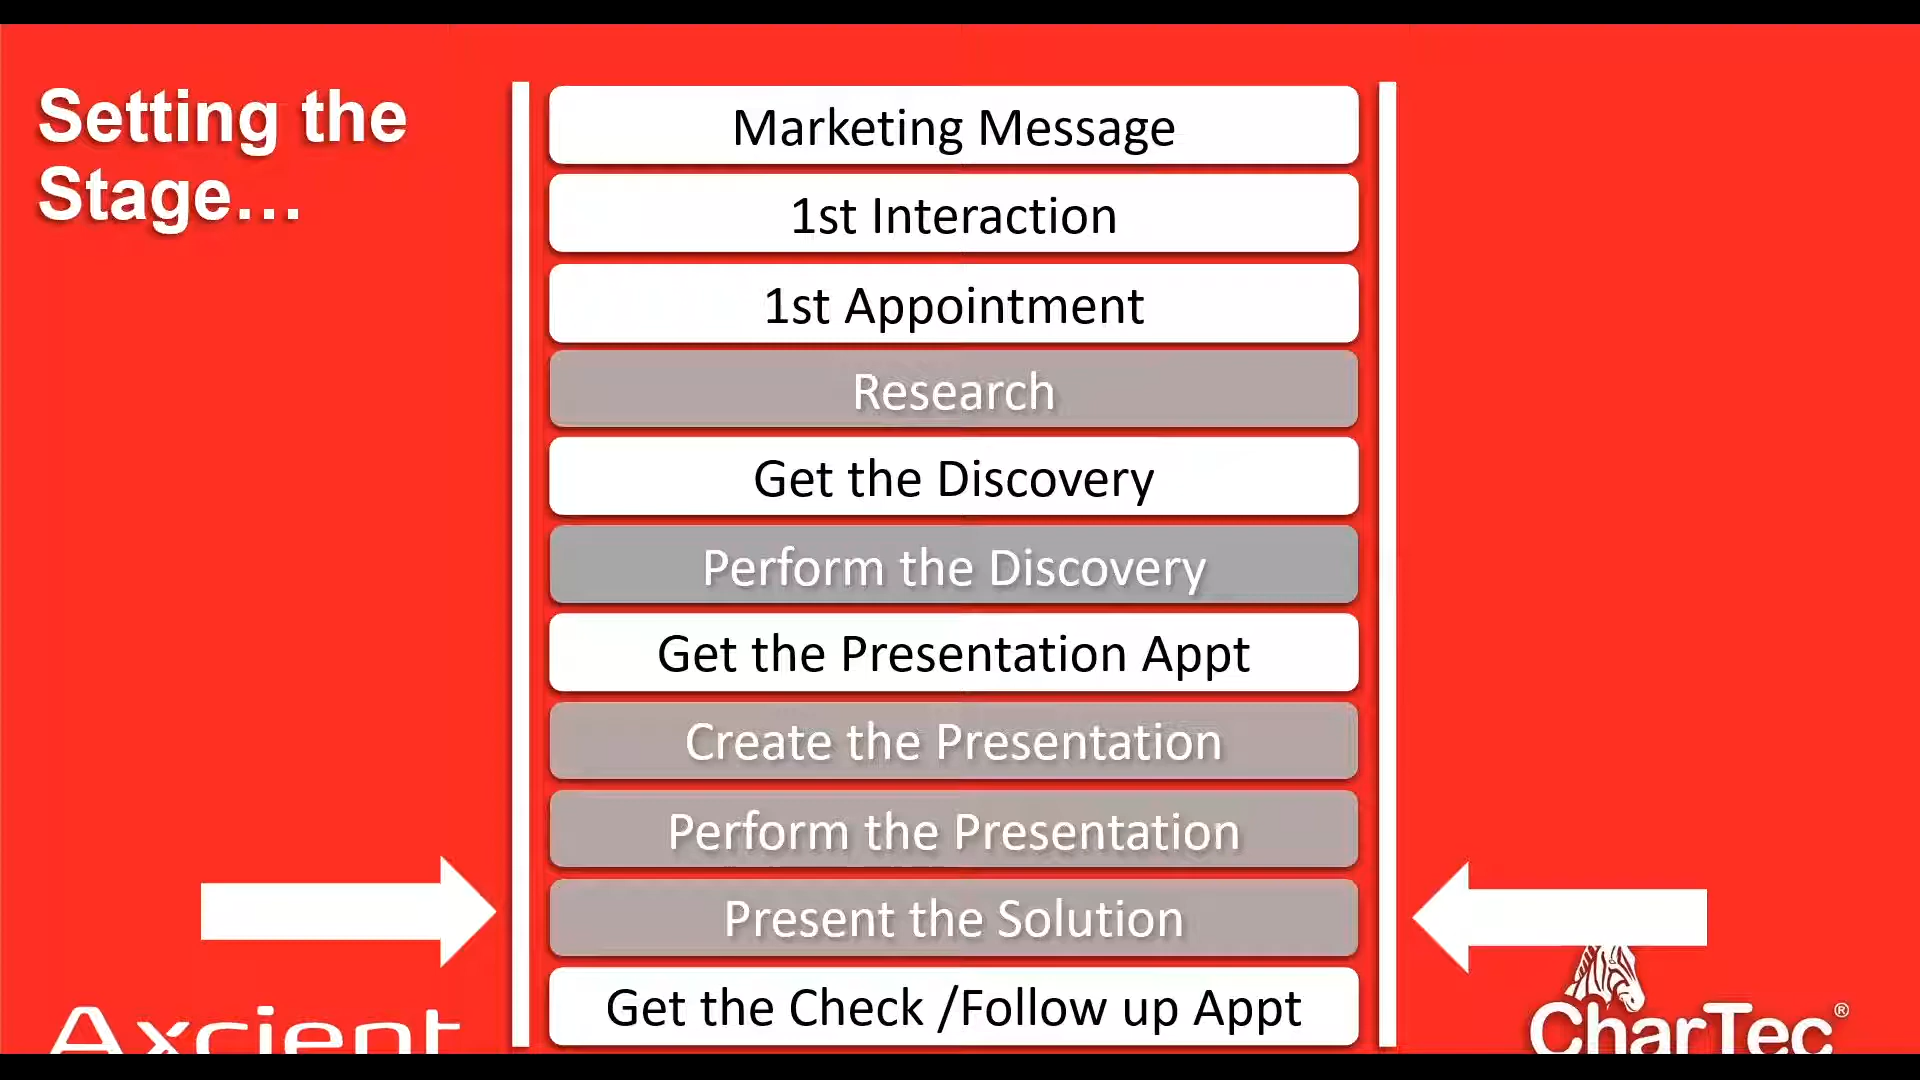 Setting the
Stage...
Marketing Message
1st Interaction
1st Appointment
Research
Get the Discovery
Perform the Discovery
Get the Presentation Appt
Create the Presentation
Perform the Presentation
Present the Solution
Get the Check /Follow up Appt
Axcient
CharTec®